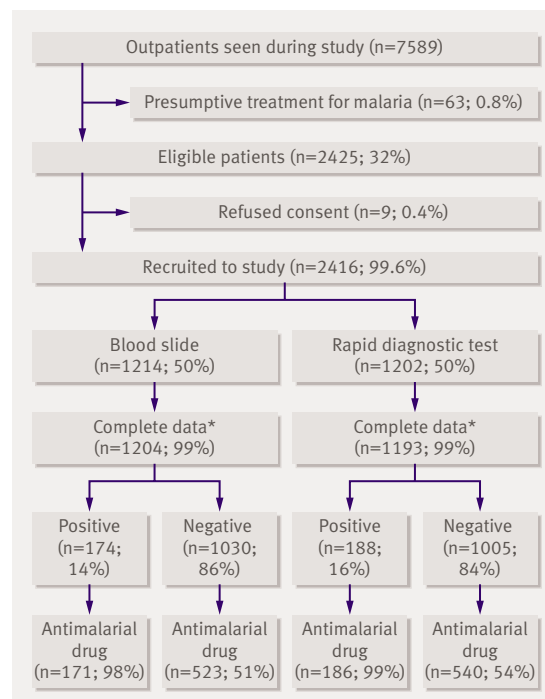 Outpatients seen during study (n=7589)
Presumptive treatment for malaria (n=63; 0.8%)
Eligible patients (n=2425; 32%)
Refused consent (n=9; 0.4%)
Recruited to study (n=2416; 99.6%)
Blood slide
(n=1214; 50%)
Rapid diagnostic test
(n=1202; 50%)
Complete data*
(n=1204; 99%)
Complete data*
(n=1193; 99%)
Positive
(n=174;
14%)
Negative
(n=1030;
86%)
Positive
(n=188;
16%)
Negative
(n=1005;
84%)
Antimalarial
drug
(n=171; 98%)
Antimalarial
drug
(n=523; 51%)
Antimalarial
drug
(n=186; 99%)
Antimalarial
drug
(n=540; 54%)